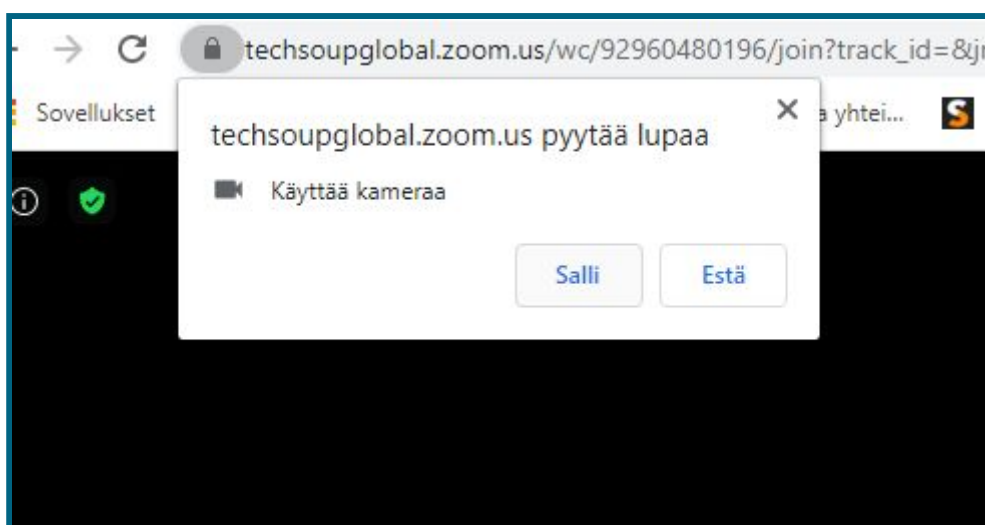 techsoupglobal.zoom.us/wc/92960480196/join?track_id=&j
Sovellukset
yhtei...
techsoupglobal.zoom.us pyytää lupaa
Käyttää kameraa
Salli
Estä